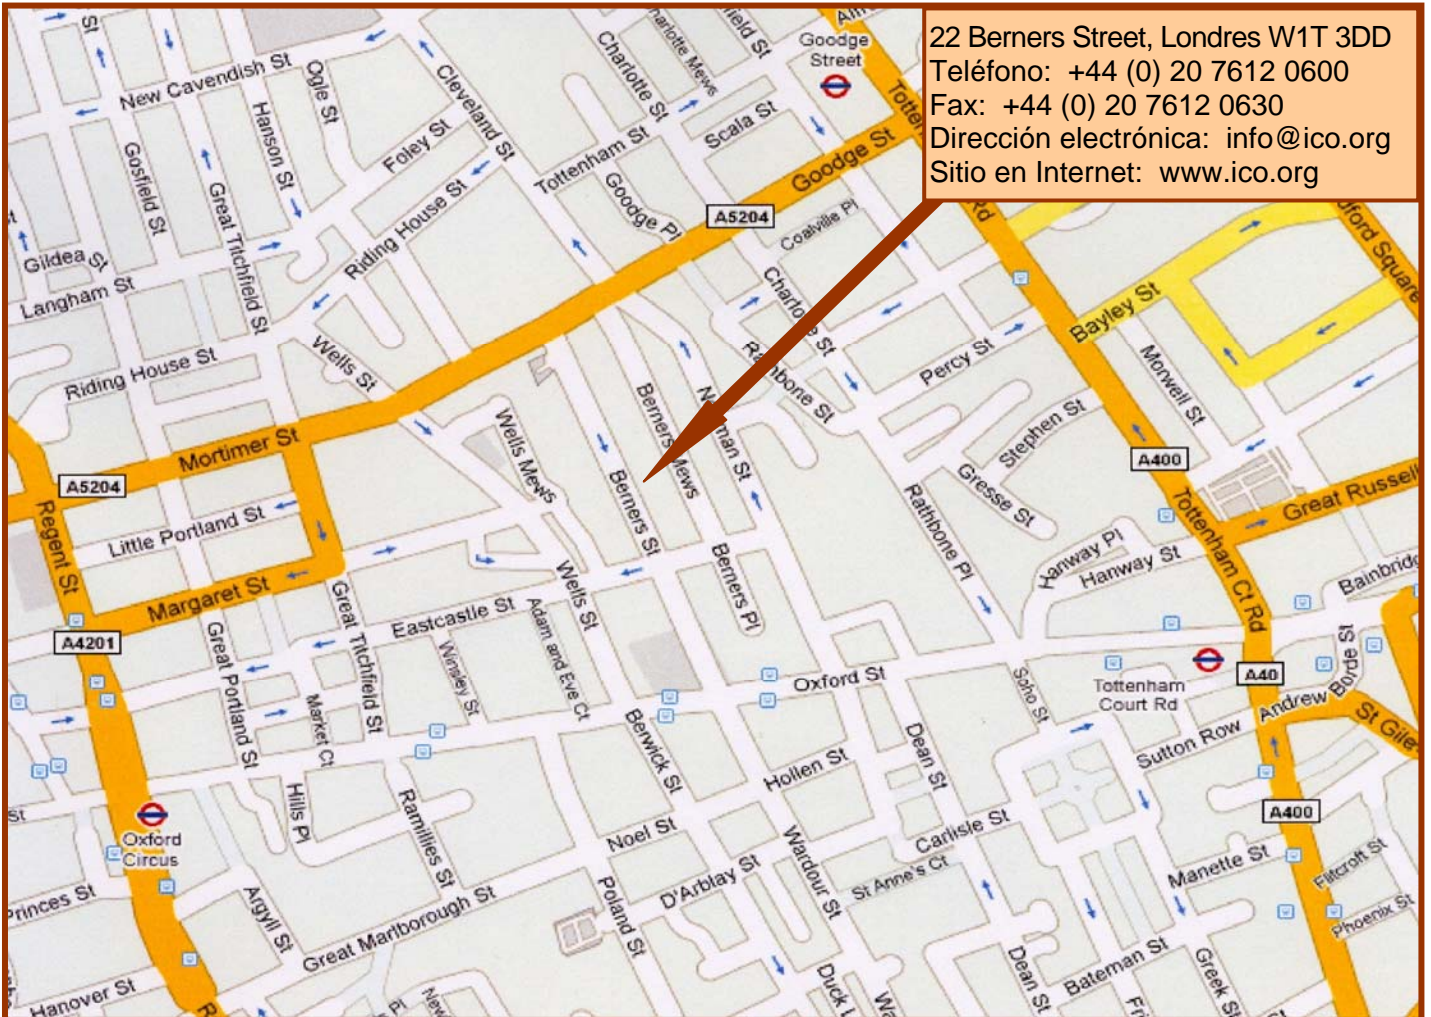 22 Berners Street, Londres W1T 3DD
Teléfono: +44 (0) 20 7612 0600
Fax: +44 (0) 20 7612 0630
Dirección electrónica: info@ico.org
Sitio en Internet: www.ico.org
Goodge
Street
New Cavendish St
Ogle St
Hanson St
Cleveland St
Charlotte St
Scala St
Foley St
Tottenham St
Goodge St
Gosfield St
Great Titchfield St
Riding House St
Goodge Pl
A5204
Colville Pl
Gildea St
Langham St
Charlotte St
Bayley St
Percy St
Morwell St
Riding House St
Wells St
Rathbone St
Berners Mews
Newman St
Stephen St
Wells Mews
Mortimer St
A5204
A400
Gresse St
Berners St
Rathbone Pl
Great Russell
Regent St
Little Portland St
Tottenham Ct Rd
Hanway Pl
Hanway St
Berners Pl
Margaret St
Wells St
Eastcastle St
Great Titchfield St
Adam and Eve Ct
A4201
Great Portland St
Winsley St
Market Ct
Oxford St
Soho St
Tottenham
Court Rd
A40
Andrew Borde St
St Giles
Sutton Row
Berwick St
Dean St
Hollen St
Hills Pl
Ramillies St
A400
Oxford
Circus
Noel St
Wardour St
Carlisle St
Manette St
Flitcroft St
St Anne's Ct
D'Arblay St
Princes St
Argyll St
Great Marlborough St
Poland St
Phoenix St
Bateman St
Dean St
Greek St
Hanover St